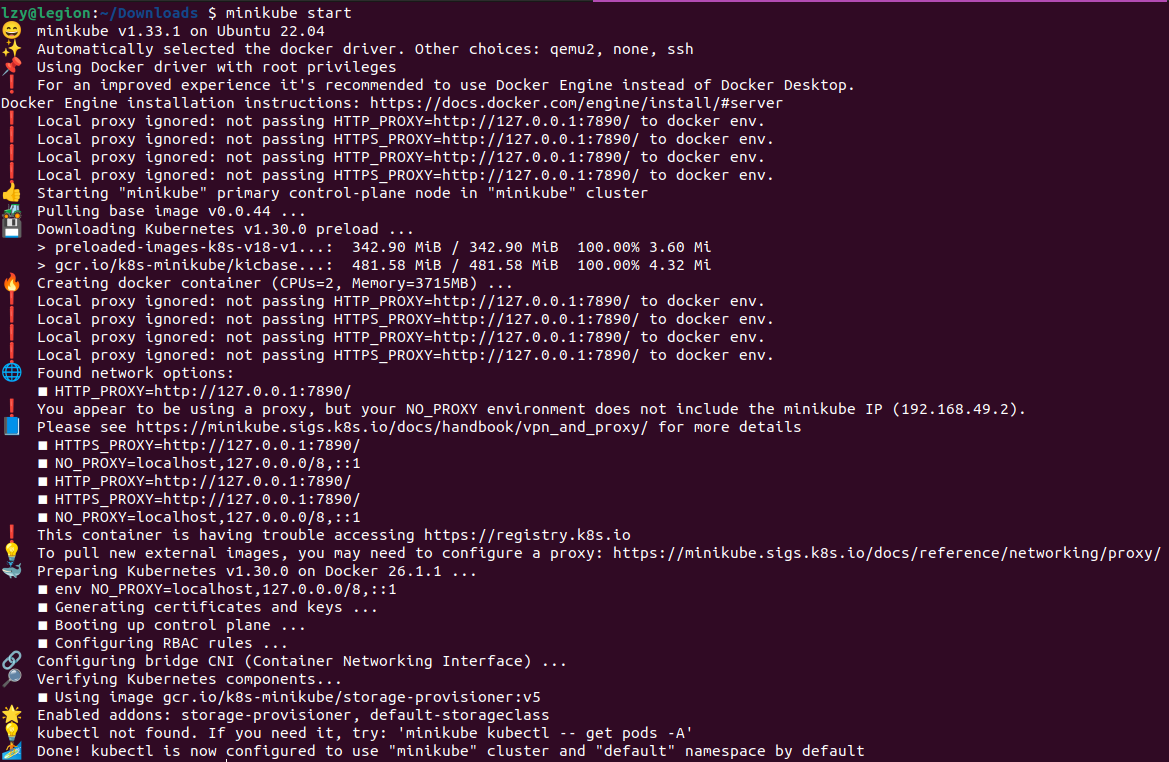 lzy@legion:~/Downloads $ minikube start
😄  minikube v1.33.1 on Ubuntu 22.04
✨  Automatically selected the docker driver. Other choices: qemu2, none, ssh
📌  Using Docker driver with root privileges
❗  For an improved experience it's recommended to use Docker Engine instead of Docker Desktop.
Docker Engine installation instructions: https://docs.docker.com/engine/install/#server
❗  Local proxy ignored: not passing HTTP_PROXY=http://127.0.0.1:7890/ to docker env.
❗  Local proxy ignored: not passing HTTPS_PROXY=http://127.0.0.1:7890/ to docker env.
❗  Local proxy ignored: not passing HTTP_PROXY=http://127.0.0.1:7890/ to docker env.
❗  Local proxy ignored: not passing HTTPS_PROXY=http://127.0.0.1:7890/ to docker env.
👍  Starting "minikube" primary control-plane node in "minikube" cluster
🚜  Pulling base image v0.0.44 ...
💾  Downloading Kubernetes v1.30.0 preload ...
    > preloaded-images-k8s-v18-v1...:  342.90 MiB / 342.90 MiB  100.00% 3.60 Mi
    > gcr.io/k8s-minikube/kicbase...:  481.58 MiB / 481.58 MiB  100.00% 4.32 Mi
🔥  Creating docker container (CPUs=2, Memory=3715MB) ...
❗  Local proxy ignored: not passing HTTP_PROXY=http://127.0.0.1:7890/ to docker env.
❗  Local proxy ignored: not passing HTTPS_PROXY=http://127.0.0.1:7890/ to docker env.
❗  Local proxy ignored: not passing HTTP_PROXY=http://127.0.0.1:7890/ to docker env.
❗  Local proxy ignored: not passing HTTPS_PROXY=http://127.0.0.1:7890/ to docker env.
🌐  Found network options:
    ■ HTTP_PROXY=http://127.0.0.1:7890/
❗  You appear to be using a proxy, but your NO_PROXY environment does not include the minikube IP (192.168.49.2).
📘  Please see https://minikube.sigs.k8s.io/docs/handbook/vpn_and_proxy/ for more details
    ■ HTTPS_PROXY=http://127.0.0.1:7890/
    ■ NO_PROXY=localhost,127.0.0.0/8,::1
    ■ HTTP_PROXY=http://127.0.0.1:7890/
    ■ HTTPS_PROXY=http://127.0.0.1:7890/
    ■ NO_PROXY=localhost,127.0.0.0/8,::1
❗  This container is having trouble accessing https://registry.k8s.io
💡  To pull new external images, you may need to configure a proxy: https://minikube.sigs.k8s.io/docs/reference/networking/proxy/
🐳  Preparing Kubernetes v1.30.0 on Docker 26.1.1 ...
    ■ env NO_PROXY=localhost,127.0.0.0/8,::1
    ■ Generating certificates and keys ...
    ■ Booting up control plane ...
    ■ Configuring RBAC rules ...
🔗  Configuring bridge CNI (Container Networking Interface) ...
🔎  Verifying Kubernetes components...
    ■ Using image gcr.io/k8s-minikube/storage-provisioner:v5
🌟  Enabled addons: storage-provisioner, default-storageclass
💡  kubectl not found. If you need it, try: 'minikube kubectl -- get pods -A'
🏄  Done! kubectl is now configured to use "minikube" cluster and "default" namespace by default